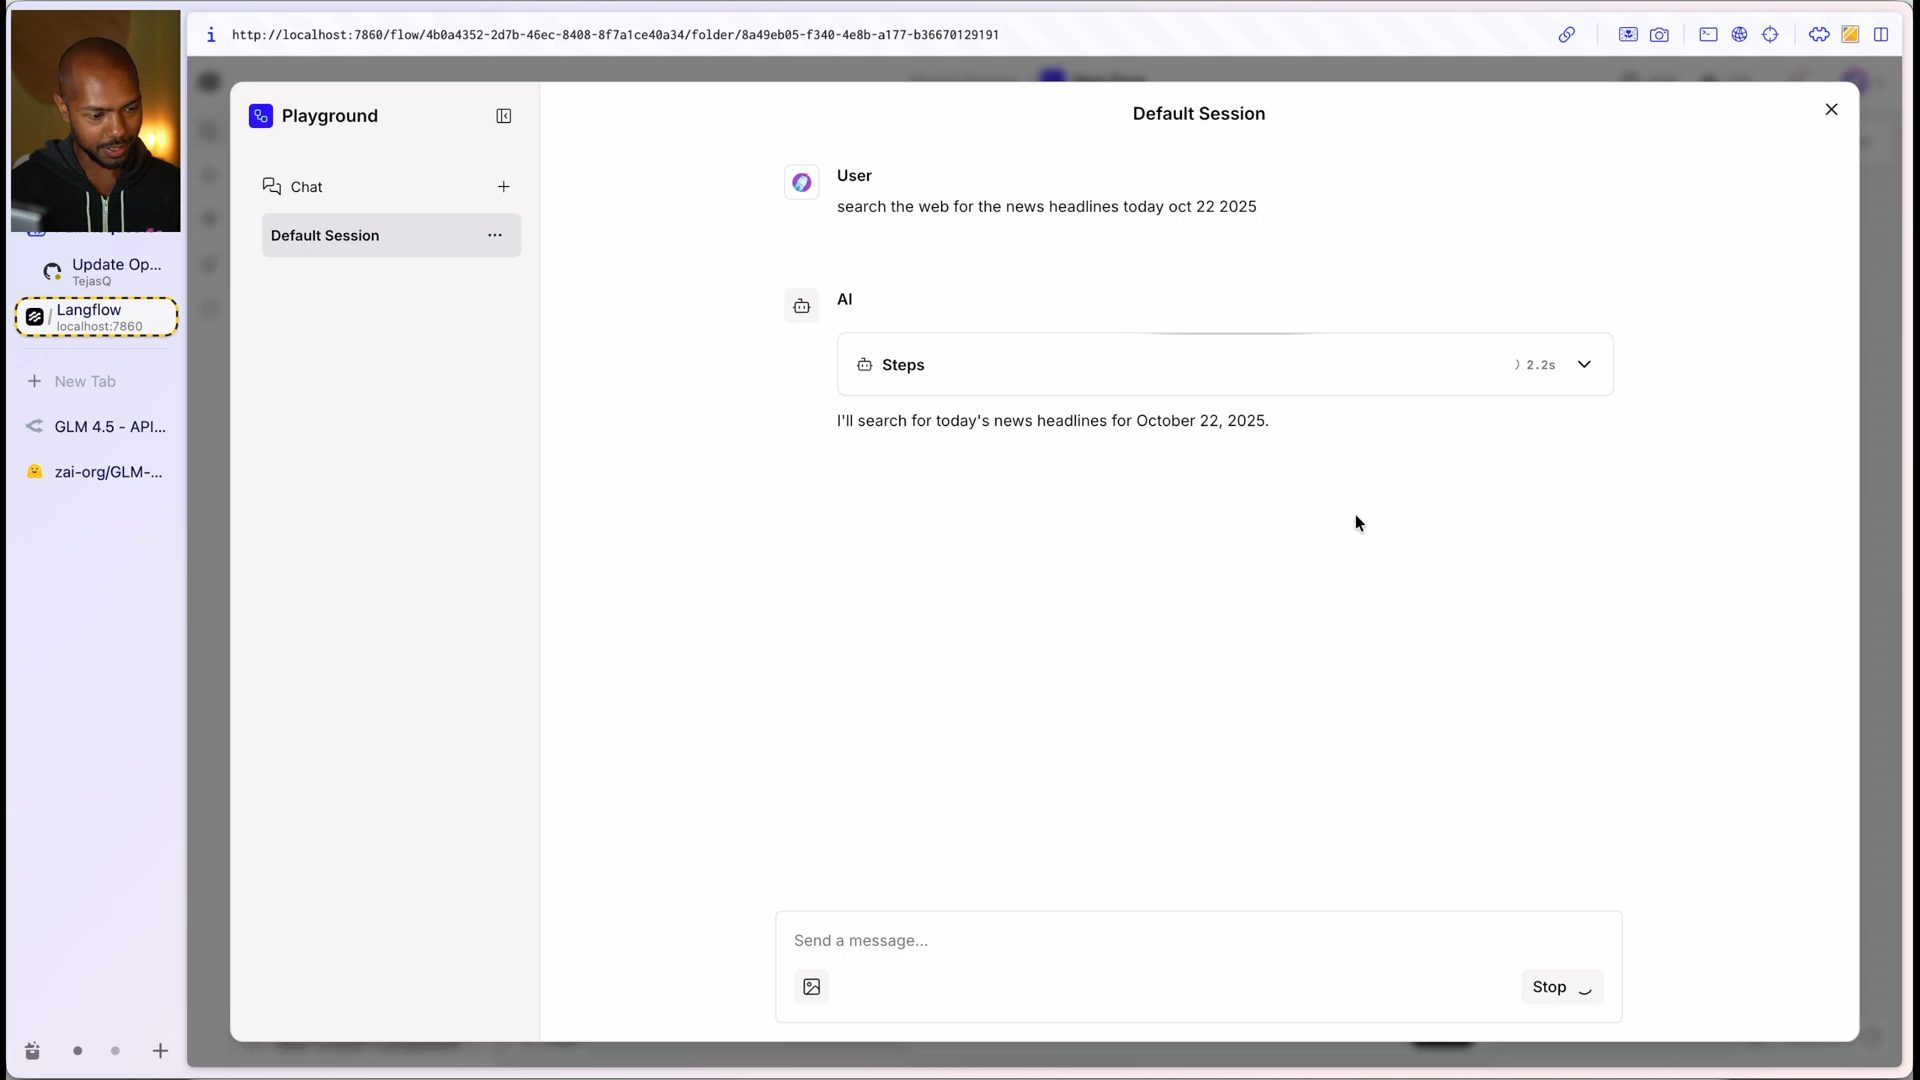 http://localhost:7860/flow/4b0a4352-2d7b-46ec-8408-8f7a1ce40a34/folder/8a49eb05-f340-4e8b-a177-b36670129191
Update Op...
TejasQ
/ Langflow
localhost:7860
New Tab
GLM 4.5 - API...
zai-org/GLM-...
Playground
Chat
Default Session
Default Session
User
search the web for the news headlines today oct 22 2025
AI
Steps
2.2s
I'll search for today's news headlines for October 22, 2025.
Send a message...
Stop